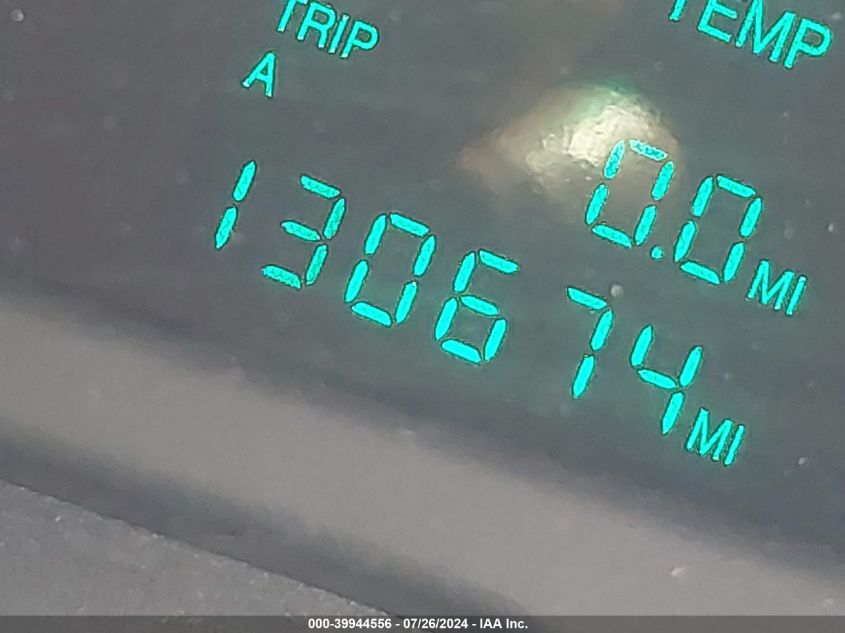 TRIP TEMP
A
0.0 MI
130674 MI
000-39944556 - 07/26/2024 - IAA Inc.